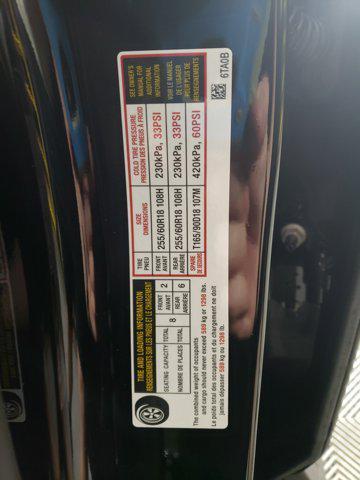 TIRE AND LOADING INFORMATION
RENSEIGNEMENTS SUR LES PNEUS ET LE CHARGEMENT
SEATING CAPACITY TOTAL 8 FRONT 2 REAR 6
NOMBRE DE PLACES TOTAL AVANT ARRIÈRE
The combined weight of occupants
and cargo should never exceed 589 kg or 1298 lbs.
Le poids total des occupants et du chargement ne doit
jamais dépasser 589 kg ou 1298 lb.
TIRE SIZE COLD TIRE PRESSURE
PNEU DIMENSIONS PRESSION DES PNEUS À FROID
FRONT 255/60R18 108H 230kPa, 33PSI
AVANT
REAR 255/60R18 108H 230kPa, 33PSI
ARRIÈRE
SPARE T165/90D18 107M 420kPa, 60PSI
DE SECOURS
SEE OWNER'S
MANUAL FOR
ADDITIONAL
INFORMATION
VOIR LE MANUEL
DE L'USAGER
POUR PLUS DE
RENSEIGNEMENTS
6TA0B